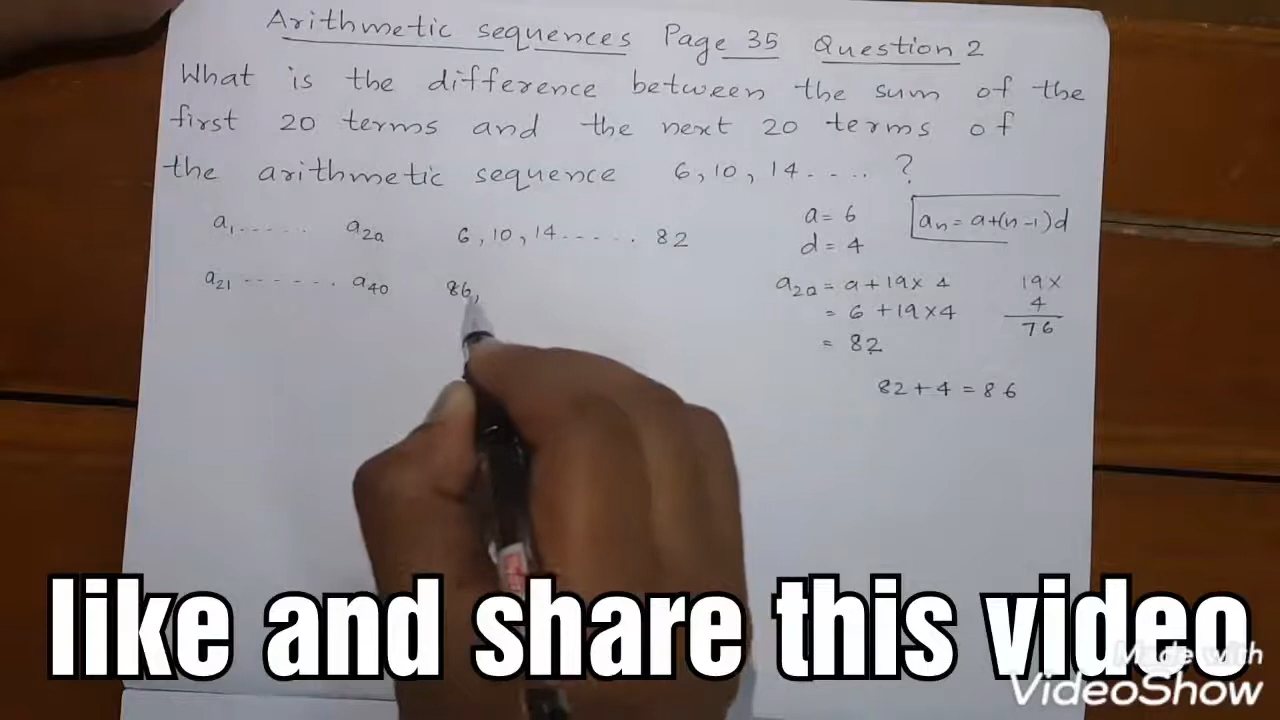 Arithmetic sequences Page 35 Question 2
What is the difference between the sum of the
first 20 terms and the next 20 terms of
the arithmetic sequence 6, 10, 14.... ?
a₁...... a₂₀ 6, 10, 14..... 82
a₂₁ ....... a₄₀ 86,
a = 6
d = 4
aₙ = a+(n-1)d
a₂₀ = a + 19 x 4
= 6 + 19 x 4
= 82
19 x
4
76
82 + 4 = 86
like and share this video
Made with
VideoShow